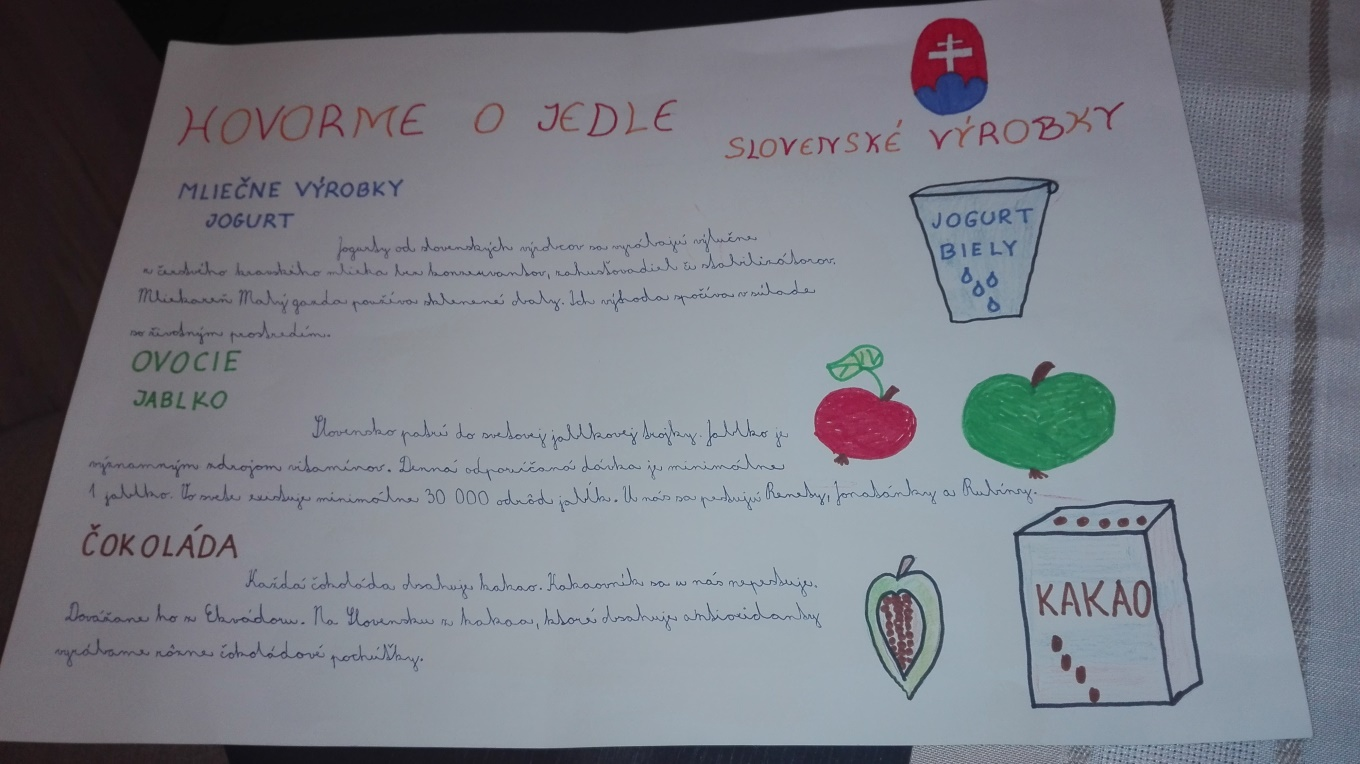 HOVORME O JEDLE
SLOVENSKÉ VÝROBKY
MLIEČNE VÝROBKY
JOGURT
Jogurty od slovenských výrobcov sa vyrábajú výlučne
z čerstvého kravského mlieka bez konzervantov, zahusťovadiel či stabilizátorov.
Mliekareň Malý gazda používa sklenené obaly. Ich výhoda spočíva v súlade
so životným prostredím.
JOGURT
BIELY
OVOCIE
JABLKO
Slovensko patrí do svetovej jablkovej trojky. Jablko je
významným zdrojom vitamínov. Denná odporúčaná dávka je minimálne
1 jablko. Vo svete existuje minimálne 30 000 odrôd jabĺk. U nás sa pestujú Renety, Jonatánky a Rubíny.
ČOKOLÁDA
Každá čokoláda obsahuje kakao. Kakaovník sa u nás nepestuje.
Dovážame ho z Ekvádoru. Na Slovensku z kakaa, ktoré obsahuje antioxidanty
vyrábame rôzne čokoládové pochúťky.
KAKAO